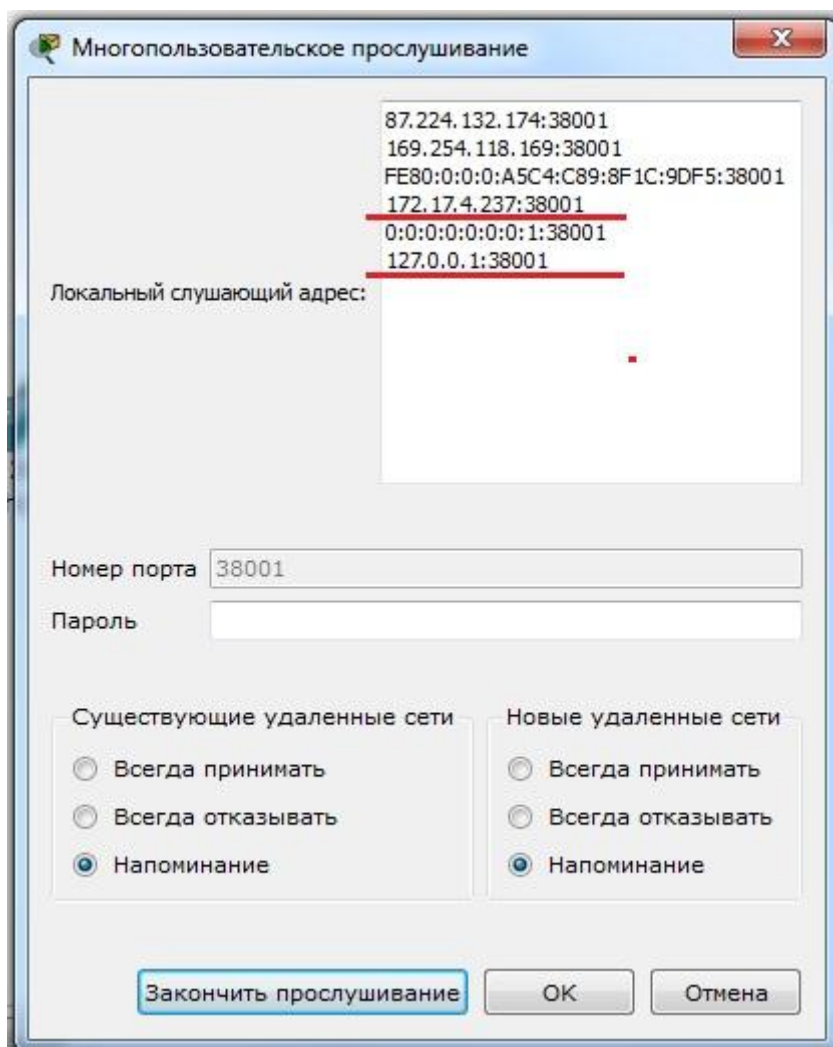 Многопользовательское прослушивание
87.224.132.174:38001
169.254.118.169:38001
FE80:0:0:0:A5C4:C89:8F1C:9DF5:38001
172.17.4.237:38001
0:0:0:0:0:0:0:1:38001
127.0.0.1:38001
Локальный слушающий адрес:
Номер порта 38001
Пароль
Существующие удаленные сети
Всегда принимать
Всегда отказывать
Напоминание
Новые удаленные сети
Всегда принимать
Всегда отказывать
Напоминание
Закончить прослушивание
OK
Отмена